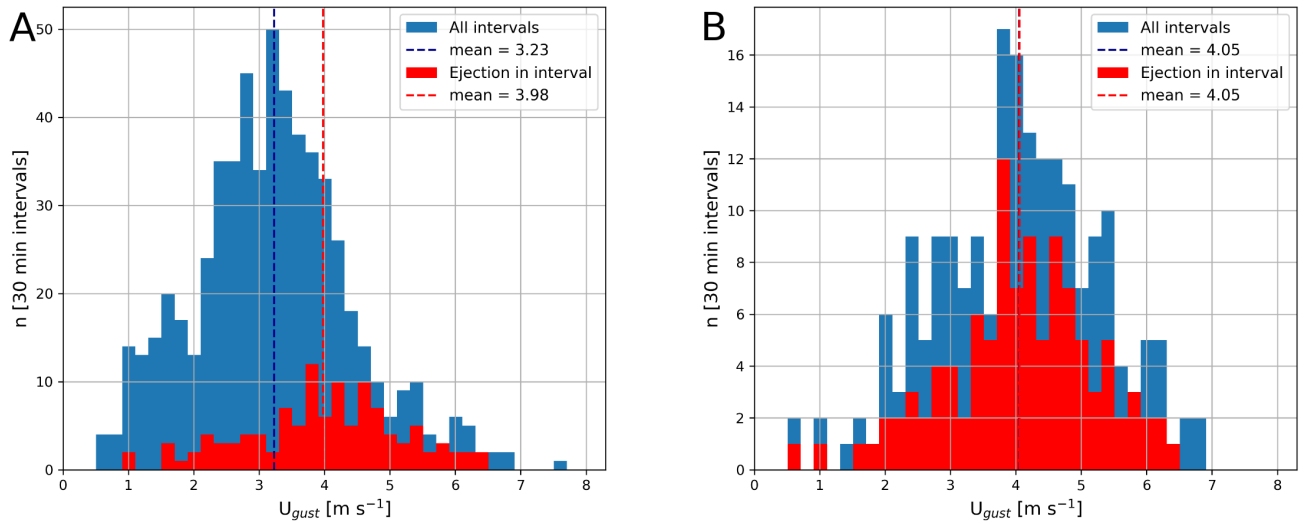 A
50
40
30
20
10
0
n [30 min intervals]
All intervals
mean = 3.23
Ejection in interval
mean = 3.98
0 1 2 3 4 5 6 7 8
U_gust [m s⁻¹]
B
16
14
12
10
8
6
4
2
0
n [30 min intervals]
All intervals
mean = 4.05
Ejection in interval
mean = 4.05
0 1 2 3 4 5 6 7 8
U_gust [m s⁻¹]